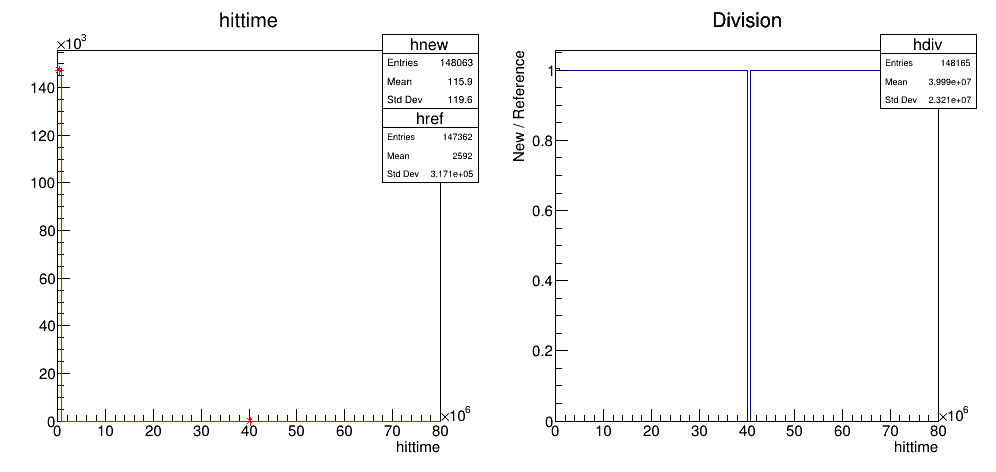 hittime
×10³
hnew
Entries 148063
Mean 115.9
Std Dev 119.6
href
Entries 147362
Mean 2592
Std Dev 3.171e+05
140
120
100
80
60
40
20
0
0 10 20 30 40 50 60 70 80
×10⁶
hittime
Division
hdiv
Entries 148165
Mean 3.999e+07
Std Dev 2.321e+07
New / Reference
1
0.8
0.6
0.4
0.2
0
0 10 20 30 40 50 60 70 80
×10⁶
hittime